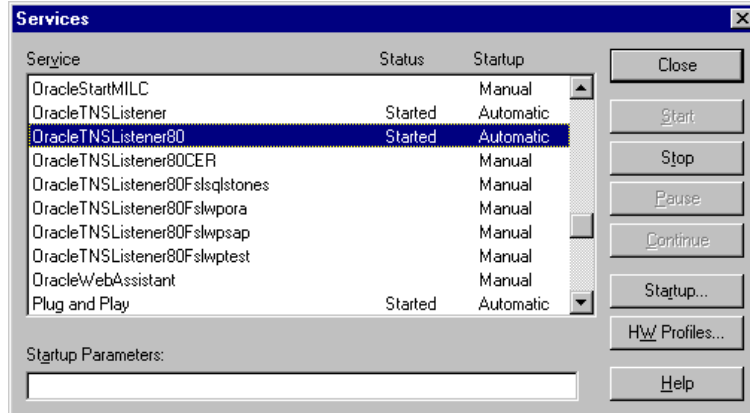 Services
Service Status Startup
OracleStartMILC Manual
OracleTNSListener Started Automatic
OracleTNSListener80 Started Automatic
OracleTNSListener80CER Manual
OracleTNSListener80Fslsqlstones Manual
OracleTNSListener80Fslwpora Manual
OracleTNSListener80Fslwpsap Manual
OracleTNSListener80Fslwptest Manual
OracleWebAssistant Manual
Plug and Play Started Automatic
Startup Parameters:
Close
Start
Stop
Pause
Continue
Startup...
HW Profiles...
Help